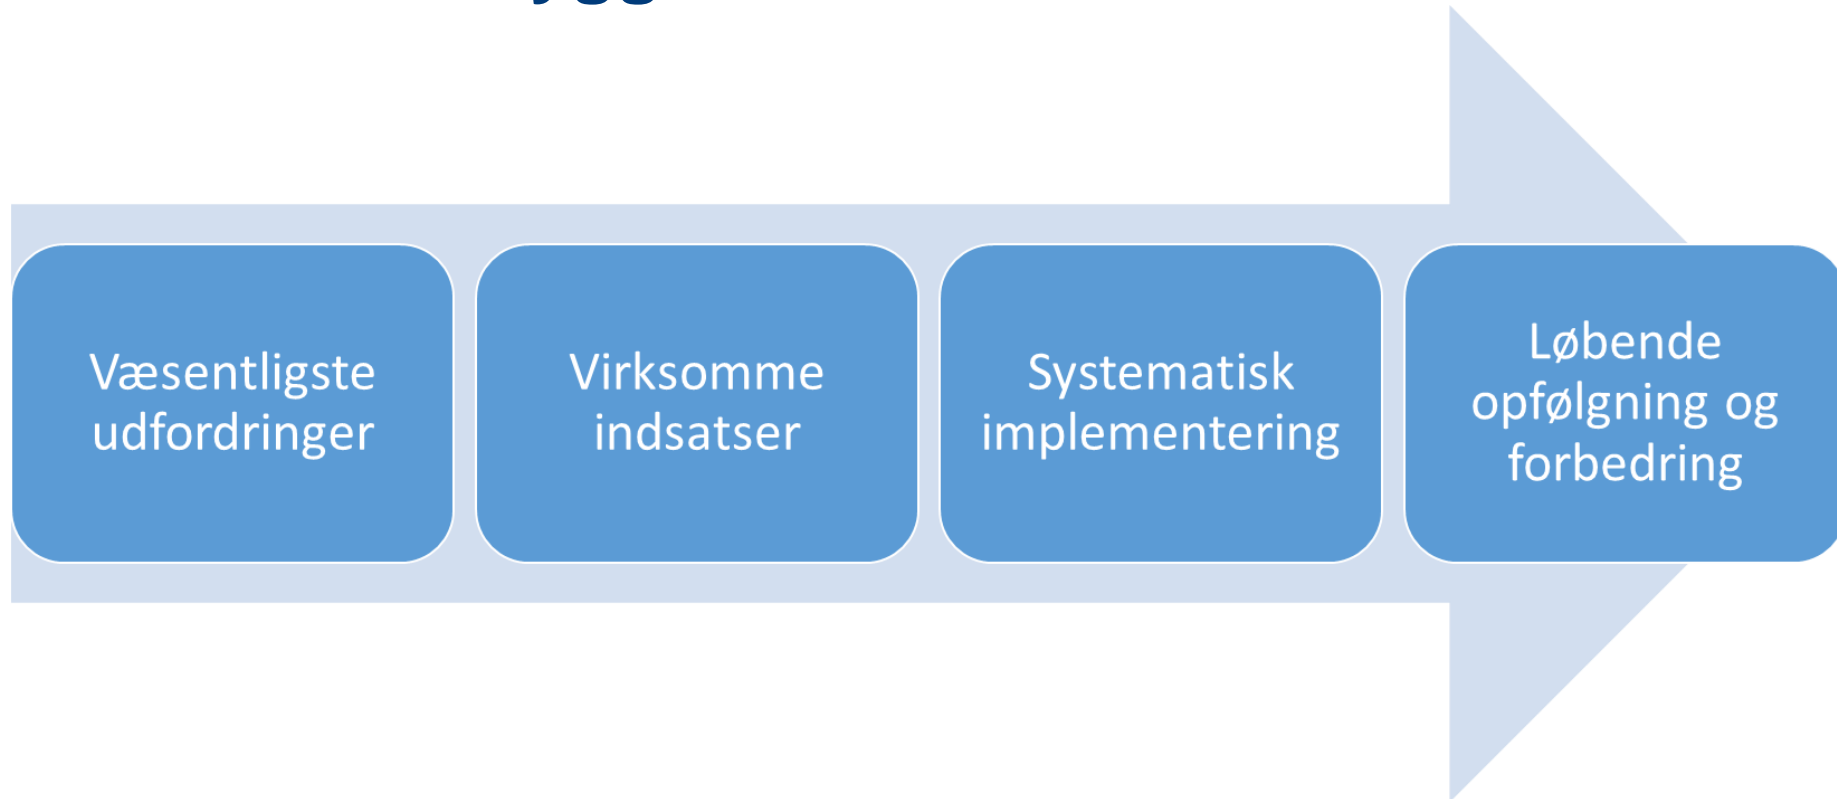 Væsentligste
udfordringer
Virksomme
indsatser
Systematisk
implementering
Løbende
opfølgning og
forbedring